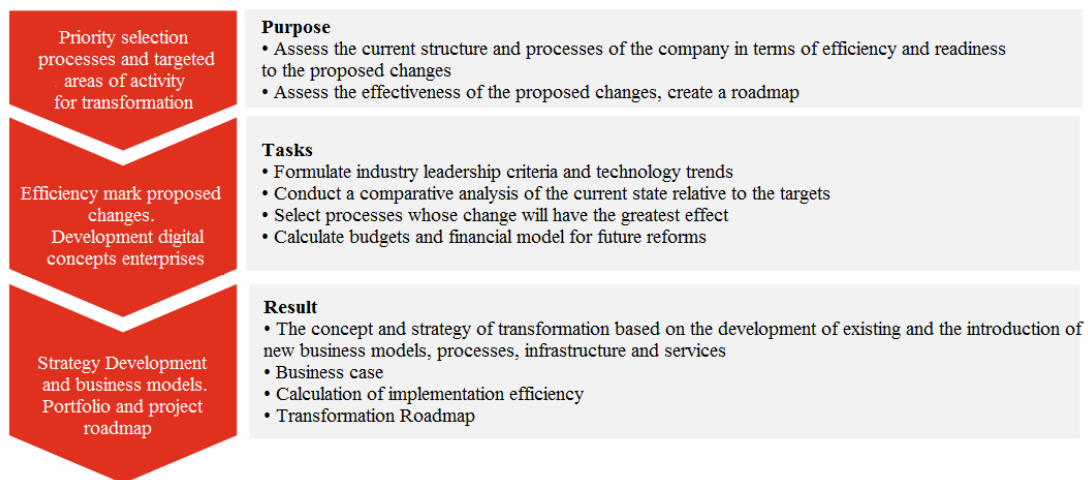 Priority selection
processes and targeted
areas of activity
for transformation
Purpose
• Assess the current structure and processes of the company in terms of efficiency and readiness
to the proposed changes
• Assess the effectiveness of the proposed changes, create a roadmap
Efficiency mark proposed
changes.
Development digital
concepts enterprises
Tasks
• Formulate industry leadership criteria and technology trends
• Conduct a comparative analysis of the current state relative to the targets
• Select processes whose change will have the greatest effect
• Calculate budgets and financial model for future reforms
Strategy Development
and business models.
Portfolio and project
roadmap
Result
• The concept and strategy of transformation based on the development of existing and the introduction of
new business models, processes, infrastructure and services
• Business case
• Calculation of implementation efficiency
• Transformation Roadmap